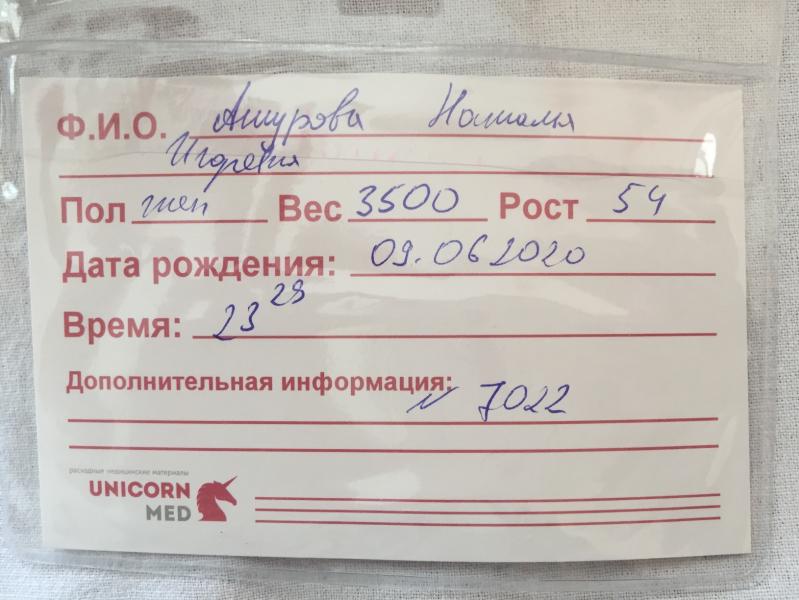 Ф.И.О. Ашурова Наталья
Игоревна
Пол жен Вес 3500 Рост 54
Дата рождения: 09.06 2020
Время: 23 28
Дополнительная информация:
N 7022
расходные медицинские материалы
UNICORN
MED